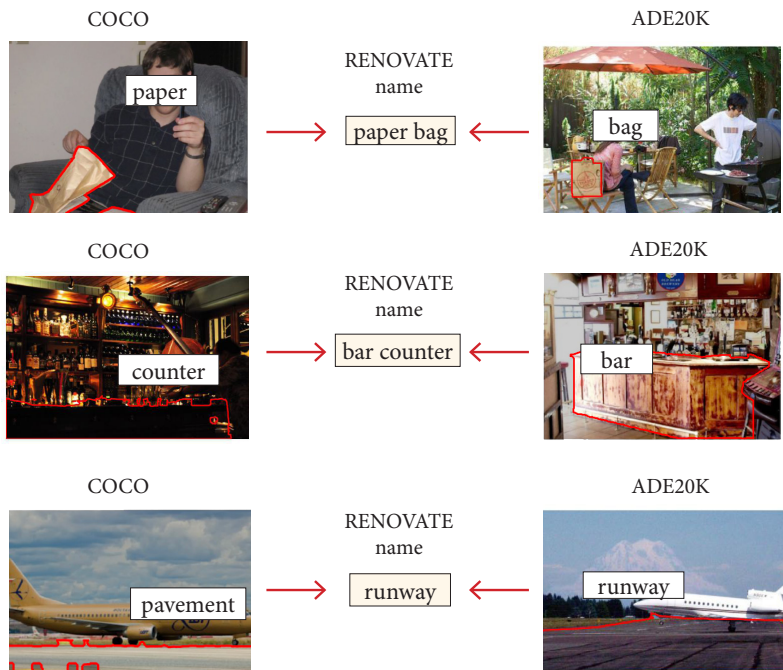 COCO
ADE20K
RENOVATE
name
paper
paper bag
bag
COCO
ADE20K
RENOVATE
name
counter
bar counter
bar
COCO
ADE20K
RENOVATE
name
pavement
runway
runway